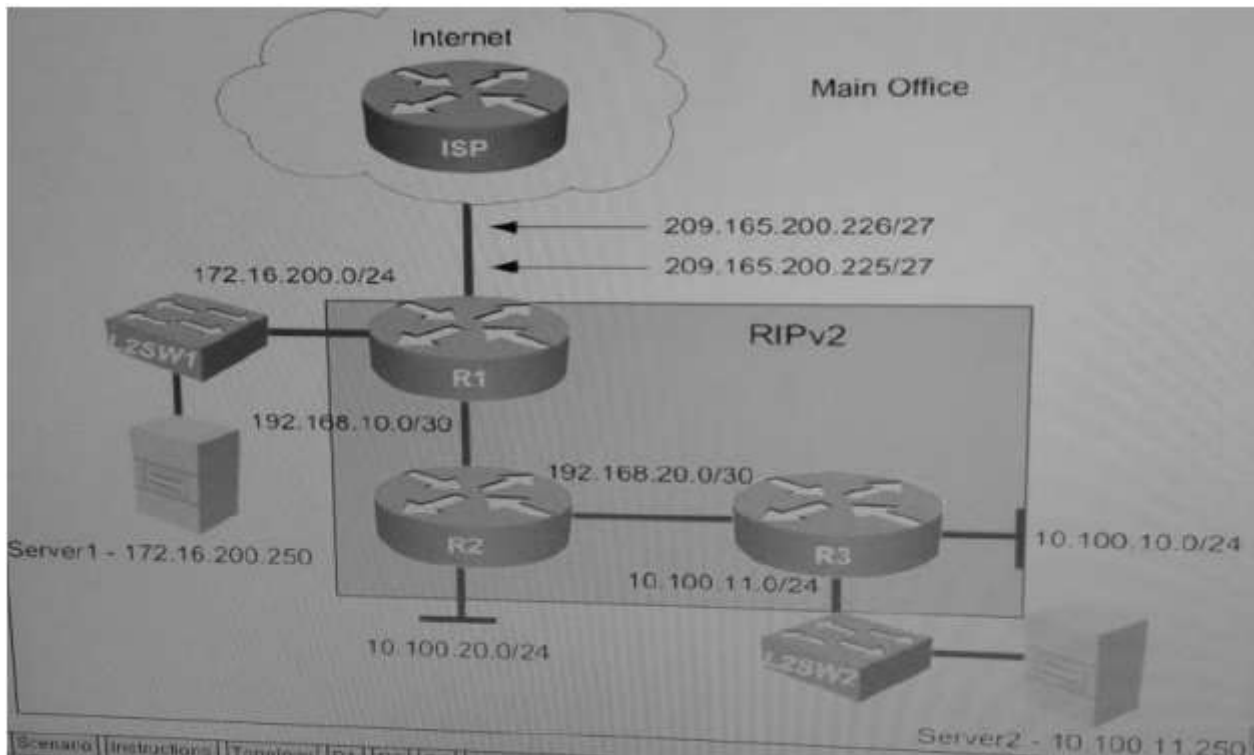 Internet
Main Office
ISP
209.165.200.226/27
209.165.200.225/27
172.16.200.0/24
RIPv2
L2SW1
R1
192.168.10.0/30
192.168.20.0/30
Server1 - 172.16.200.250
R2
R3
10.100.10.0/24
10.100.11.0/24
10.100.20.0/24
L2SW2
Server2 - 10.100.11.250
Scenario Instructions Topology